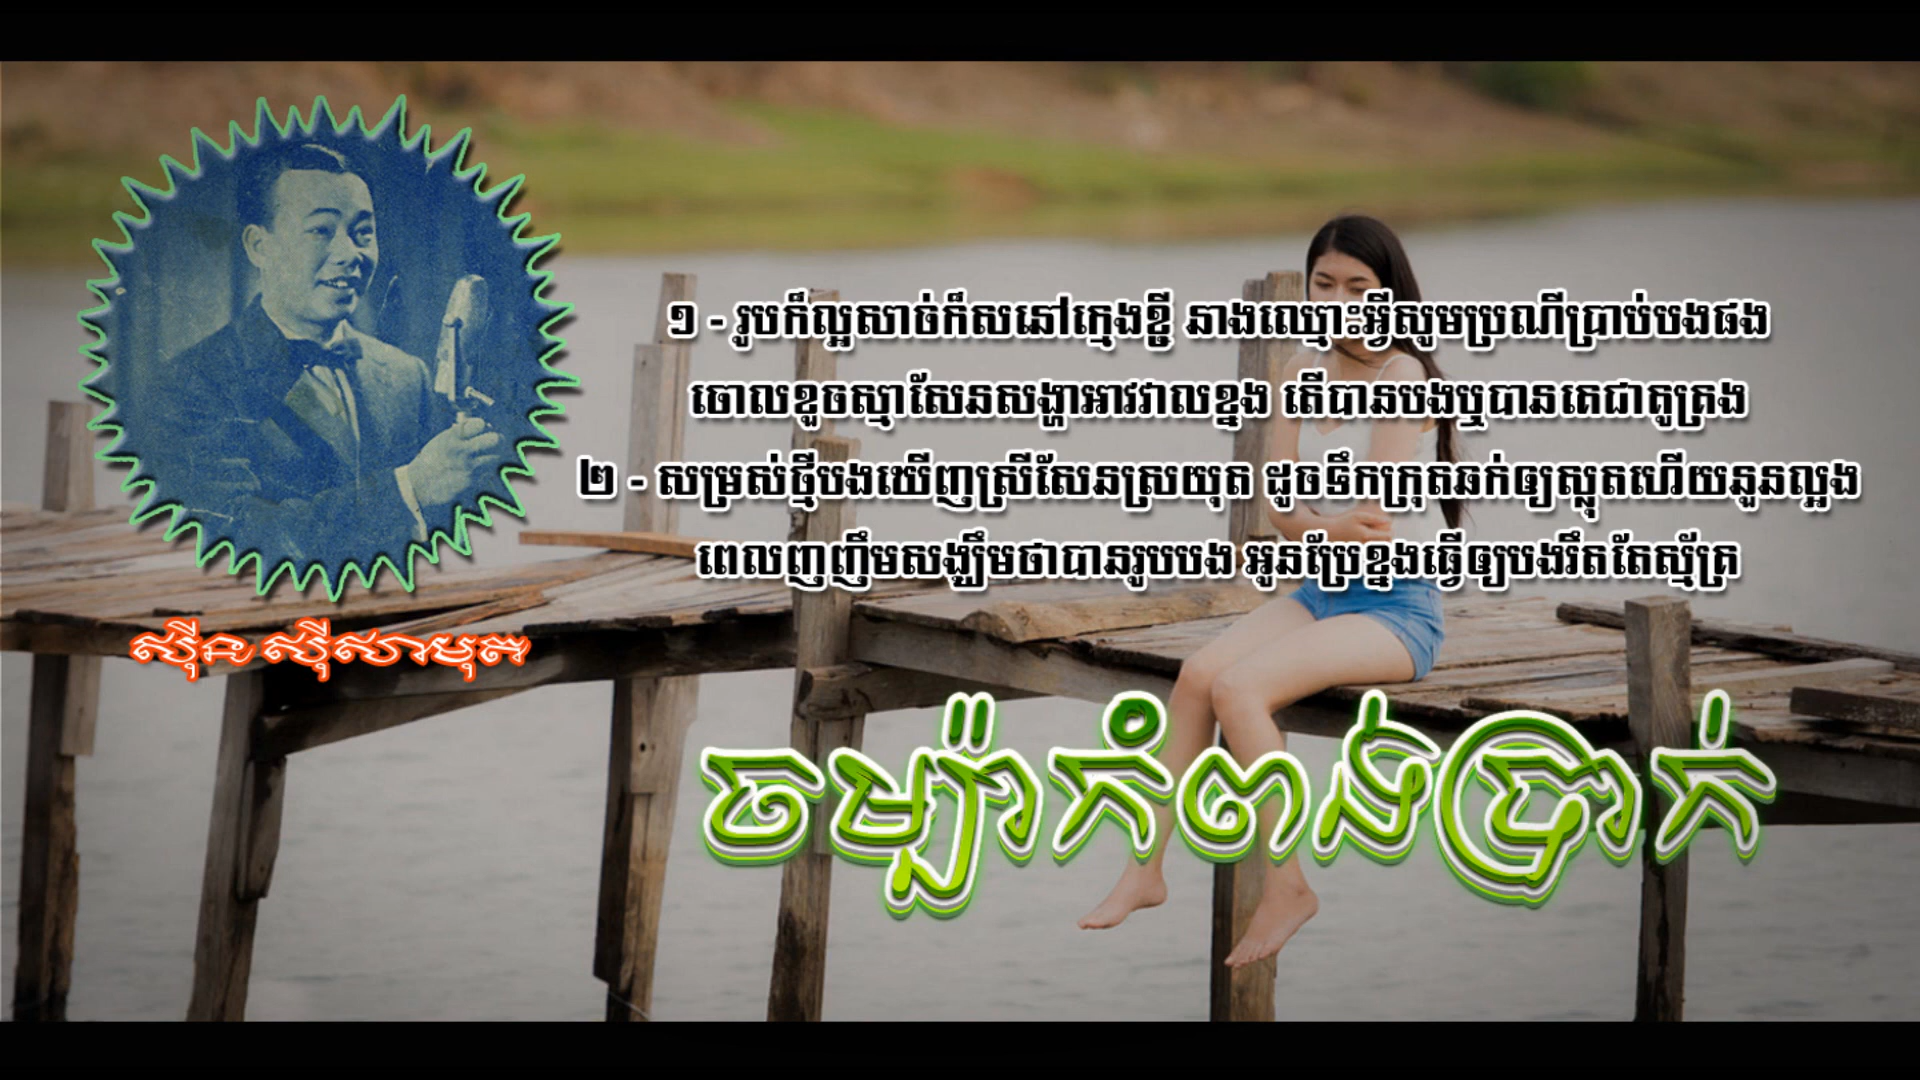 ១ - រូបក៏ល្អសាច់ក៏សនៅក្មេងខ្ចី នាងឈ្មោះអ្វីសូមប្រណីប្រាប់បងផង
ចោលខួចស្មាសែនសង្ហាអាវវាលខ្នង តើបានបងឬបានគេជាគូគ្រង
២ - សម្រស់ថ្មីបងឃើញស្រីសែនស្រយុត ដូចទឹកក្រុតឆក់ឲ្យស្លុតហើយនួនល្អង
ពេលញញឹមសង្ឃឹមថាបានរួបបង អូនប្រែខ្នងធ្វើឲ្យបងរឹតតែស្ម័គ្រ
ស៊ីន ស៊ីសាមុត
ចម្ប៉ាកំពង់ប្រាក់